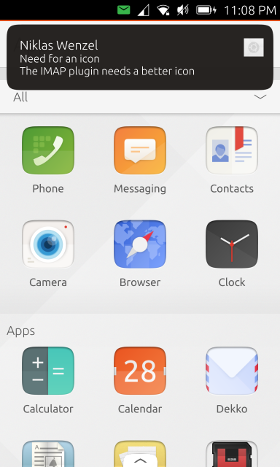 11:08 PM
Niklas Wenzel
Need for an icon
The IMAP plugin needs a better icon
All
Phone
Messaging
Contacts
Camera
Browser
Clock
Apps
Calculator
28
Calendar
Dekko